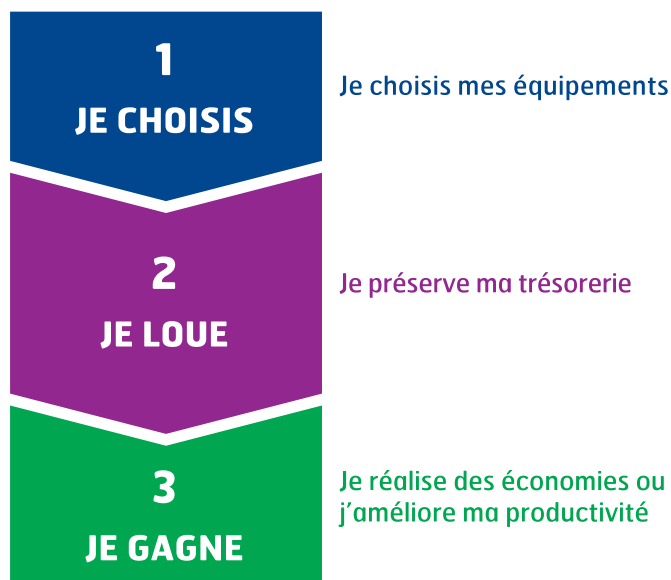 1
JE CHOISIS
Je choisis mes équipements
2
JE LOUE
Je préserve ma trésorerie
3
JE GAGNE
Je réalise des économies ou
j'améliore ma productivité